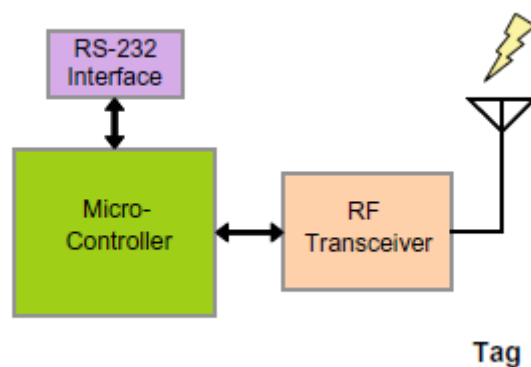 RS-232
Interface
Micro-
Controller
RF
Transceiver
Tag